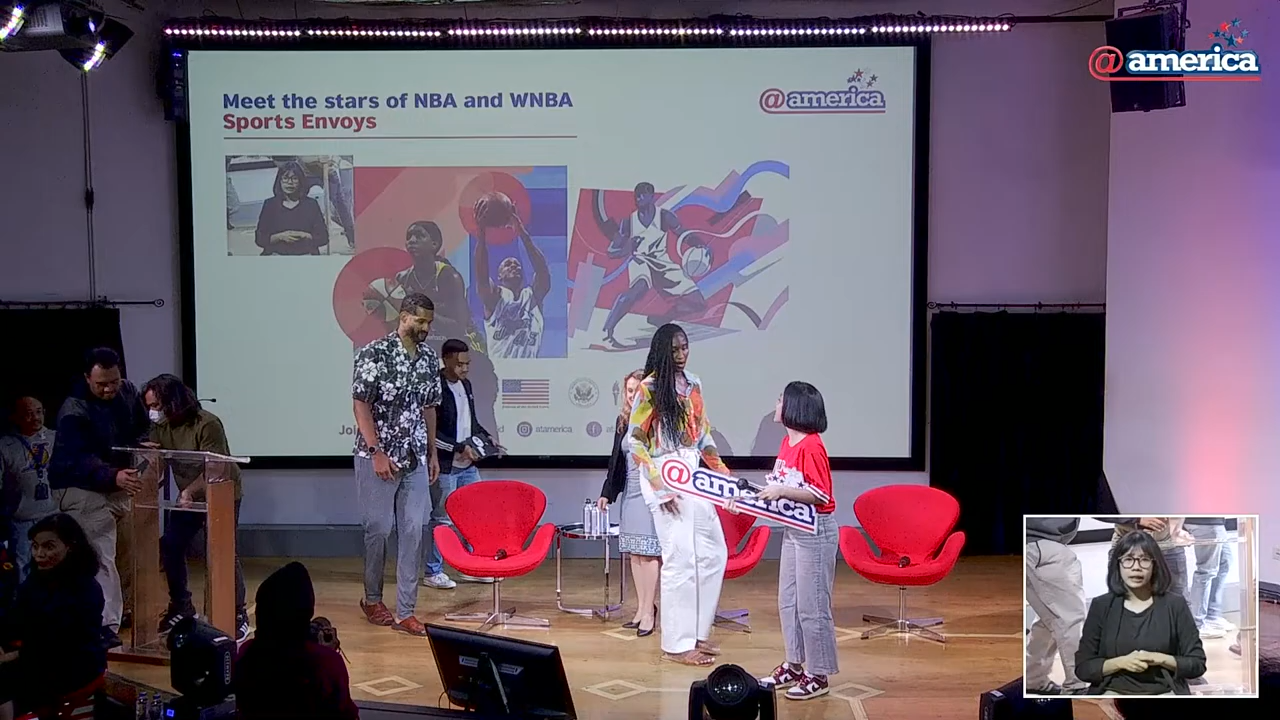 @america
Meet the stars of NBA and WNBA
Sports Envoys
@america
atamerica
@america